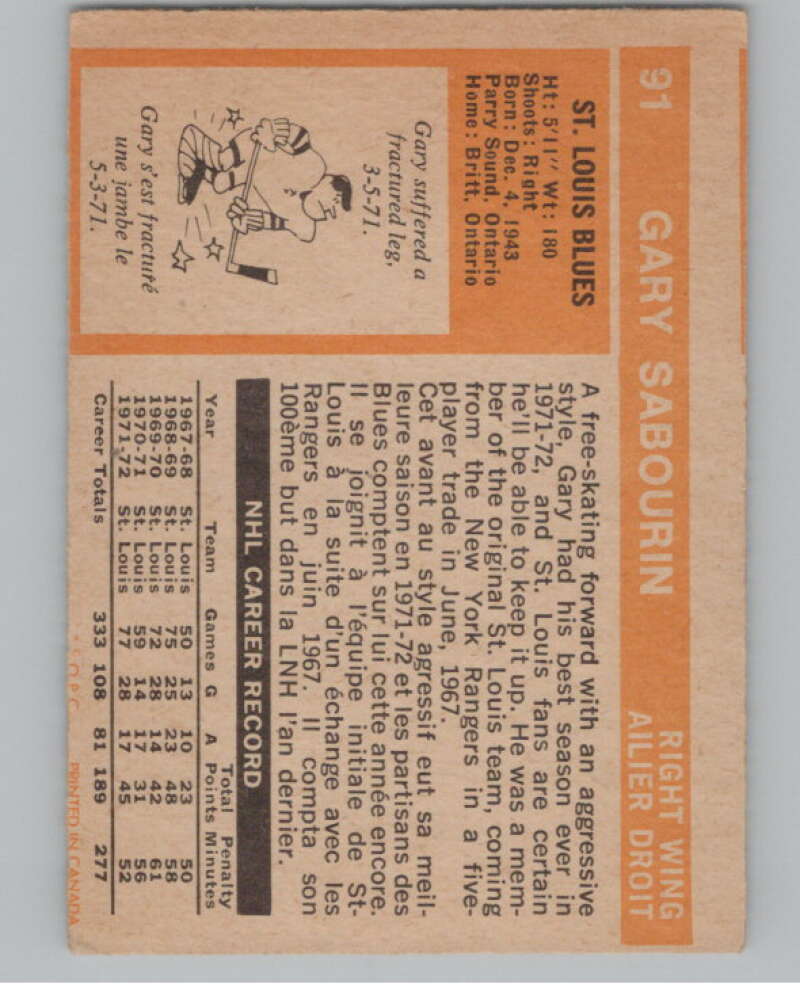 91 GARY SABOURIN RIGHT WING
AILIER DROIT
ST. LOUIS BLUES
Ht: 5'11" Wt: 180
Shoots: Right
Born: Dec. 4, 1943
Parry Sound, Ontario
Home: Britt, Ontario
Gary suffered a
fractured leg,
3-5-71.
Gary s'est fracturé
une jambe le
5-3-71.
A free-skating forward with an aggressive
style, Gary had his best season ever in
1971-72, and St. Louis fans are certain
he'll be able to keep it up. He was a mem-
ber of the original St. Louis team, coming
from the New York Rangers in a five-
player trade in June, 1967.
Cet avant au style agressif eut sa meil-
leure saison en 1971-72 et les partisans des
Blues comptent sur lui cette année encore.
Il se joignit à l'équipe initiale de St-
Louis à la suite d'un échange avec les
Rangers en juin 1967. Il compta son
100ème but dans la LNH l'an dernier.
NHL CAREER RECORD
Total Penalty
Year Team Games G A Points Minutes
1967-68 St. Louis 50 13 10 23 50
1968-69 St. Louis 75 25 23 48 58
1969-70 St. Louis 72 28 14 42 61
1970-71 St. Louis 59 14 17 31 56
1971-72 St. Louis 77 28 17 45 52
Career Totals 333 108 81 189 277
* S O.P.C. PRINTED IN CANADA